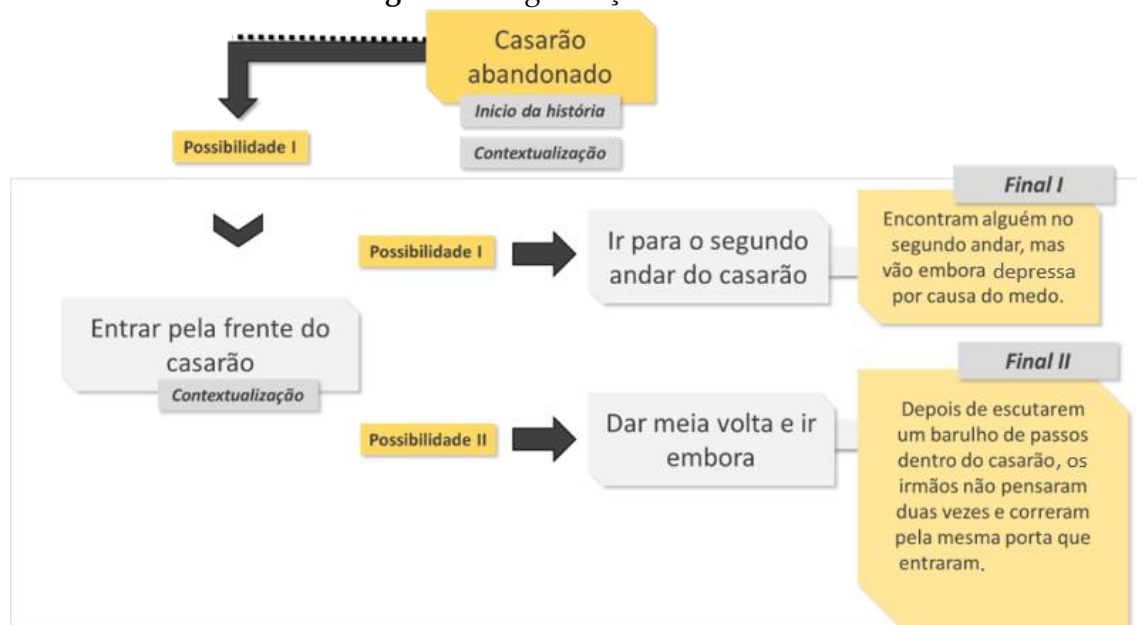 Casarão
abandonado
Inicio da história
Contextualização
Possibilidade I
Entrar pela frente do
casarão
Contextualização
Possibilidade I
Ir para o segundo
andar do casarão
Final I
Encontram alguém no
segundo andar, mas
vão embora depressa
por causa do medo.
Possibilidade II
Dar meia volta e ir
embora
Final II
Depois de escutarem
um barulho de passos
dentro do casarão, os
irmãos não pensaram
duas vezes e correram
pela mesma porta que
entraram.